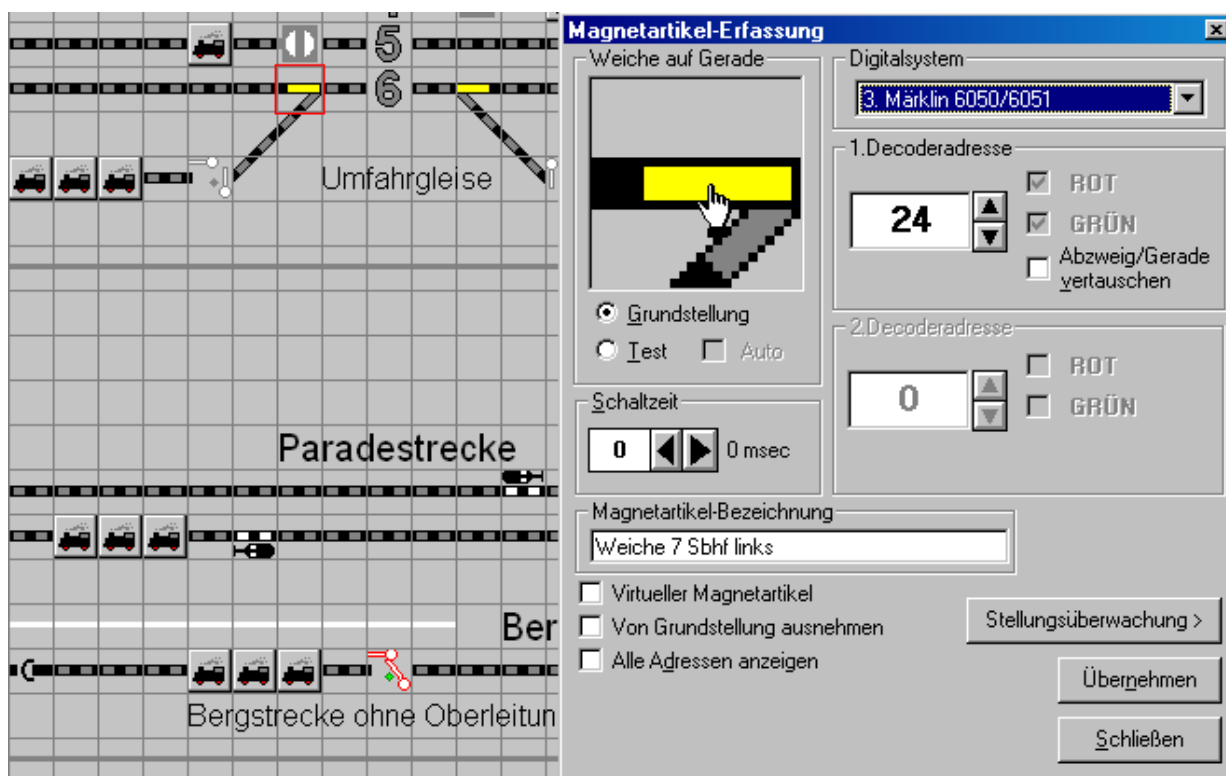 5
6
Umfahrgleise
Paradestrecke
Ber
Bergstrecke ohne Oberleitun
Magnetartikel-Erfassung
Weiche auf Gerade
Grundstellung
Test Auto
Schaltzeit
0 0 msec
Digitalsystem
3. Märklin 6050/6051
1.Decoderadresse
24
ROT
GRÜN
Abzweig/Gerade
vertauschen
2.Decoderadresse
0
ROT
GRÜN
Magnetartikel-Bezeichnung
Weiche 7 Sbhf links
Virtueller Magnetartikel
Von Grundstellung ausnehmen
Alle Adressen anzeigen
Stellungsüberwachung >
Übernehmen
Schließen